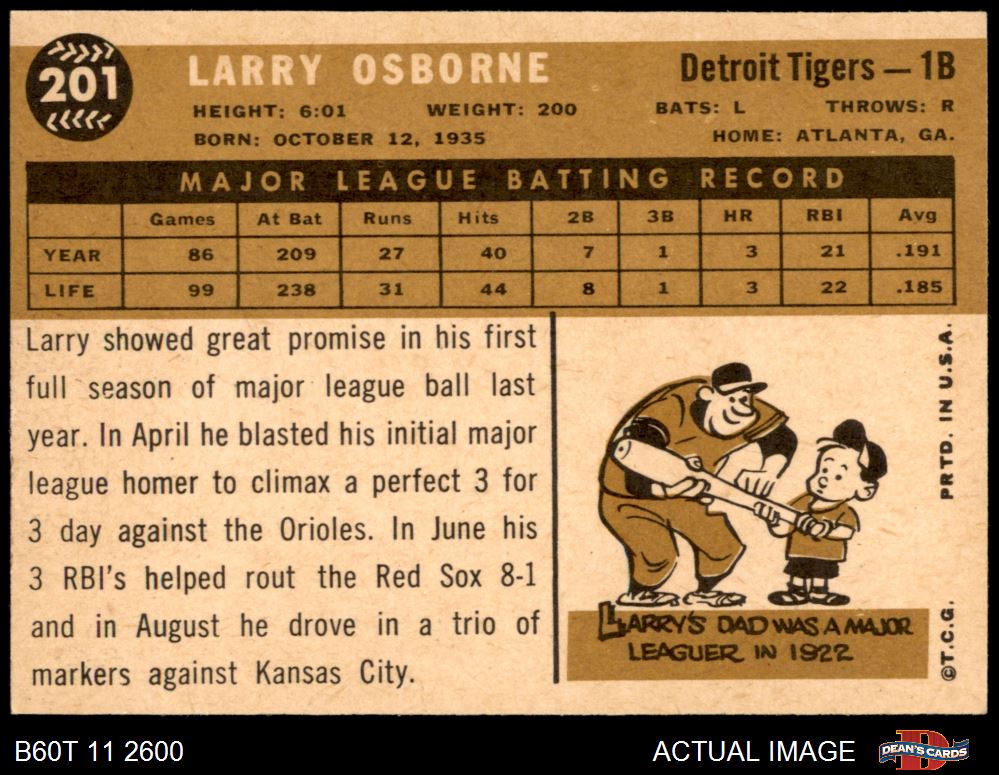 201
LARRY OSBORNE
Detroit Tigers — 1B
HEIGHT: 6:01 WEIGHT: 200 BATS: L THROWS: R
BORN: OCTOBER 12, 1935 HOME: ATLANTA, GA.
MAJOR LEAGUE BATTING RECORD
Games At Bat Runs Hits 2B 3B HR RBI Avg
YEAR 86 209 27 40 7 1 3 21 .191
LIFE 99 238 31 44 8 1 3 22 .185
Larry showed great promise in his first
full season of major league ball last
year. In April he blasted his initial major
league homer to climax a perfect 3 for
3 day against the Orioles. In June his
3 RBI's helped rout the Red Sox 8-1
and in August he drove in a trio of
markers against Kansas City.
LARRY'S DAD WAS A MAJOR
LEAGUER IN 1922
©T.C.G. PRTD. IN U.S.A.
B60T 11 2600
ACTUAL IMAGE
D
DEAN'S CARDS